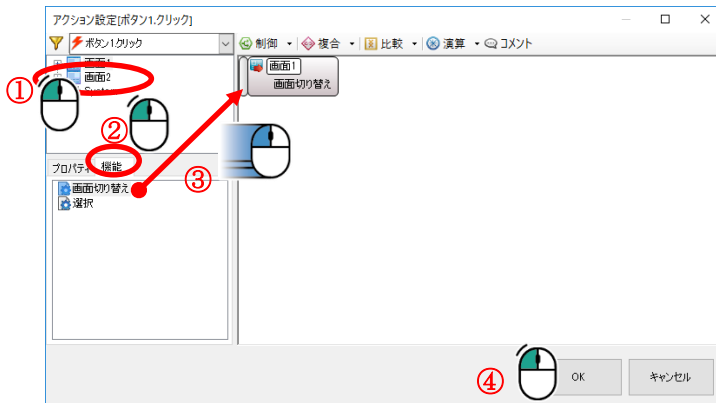 アクション設定[ボタン1.クリック]
ボタン1.クリック 制御 複合 比較 演算 コメント
画面1
画面2
画面1
画面切り替え
①
②
プロパティ 機能
③
画面切り替え
選択
④ OK キャンセル